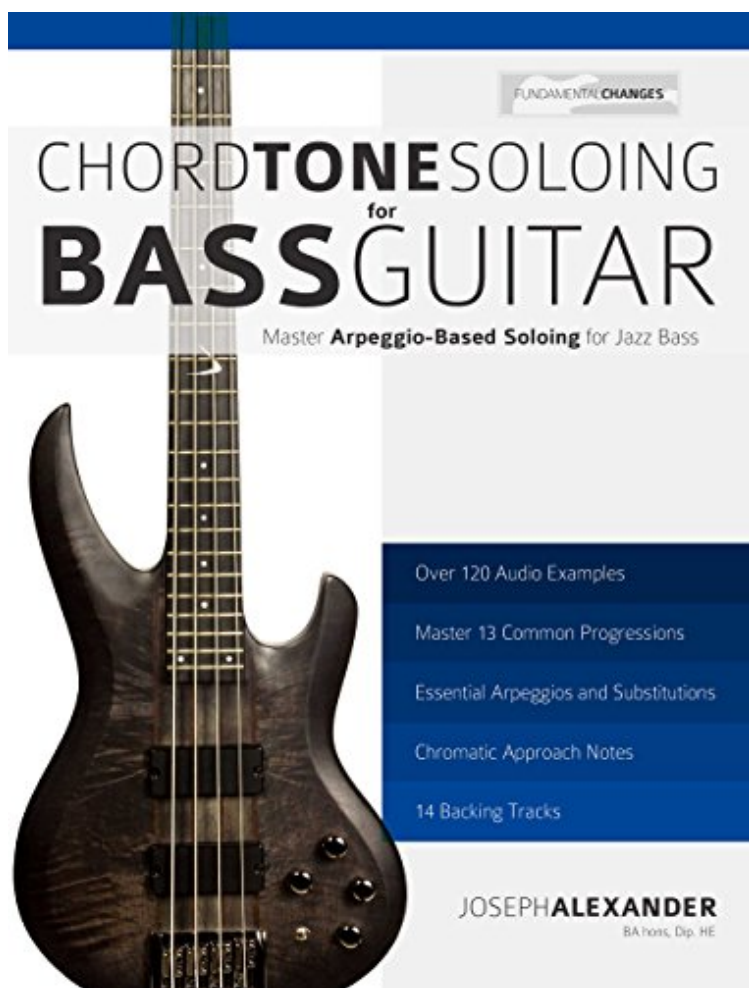 FUNDAMENTALCHANGES
CHORDTONESOLOING
for
BASSGUITAR
Master Arpeggio-Based Soloing for Jazz Bass
Over 120 Audio Examples
Master 13 Common Progressions
Essential Arpeggios and Substitutions
Chromatic Approach Notes
14 Backing Tracks
JOSEPHALEXANDER
BA hons, Dip. HE